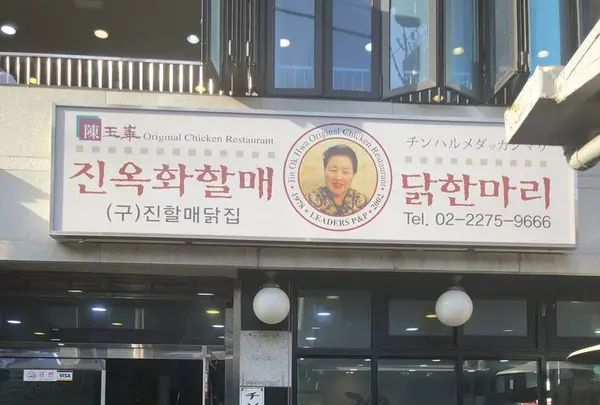 陳玉華 Original Chicken Restaurant
진옥화할매
(구)진할매닭집
Jin Ok Hwa Original Chicken Restaurante
1978 • LEADERS P&P • 2002
チンハルメダッカンマリ
닭한마리
Tel. 02-2275-9666
VISA